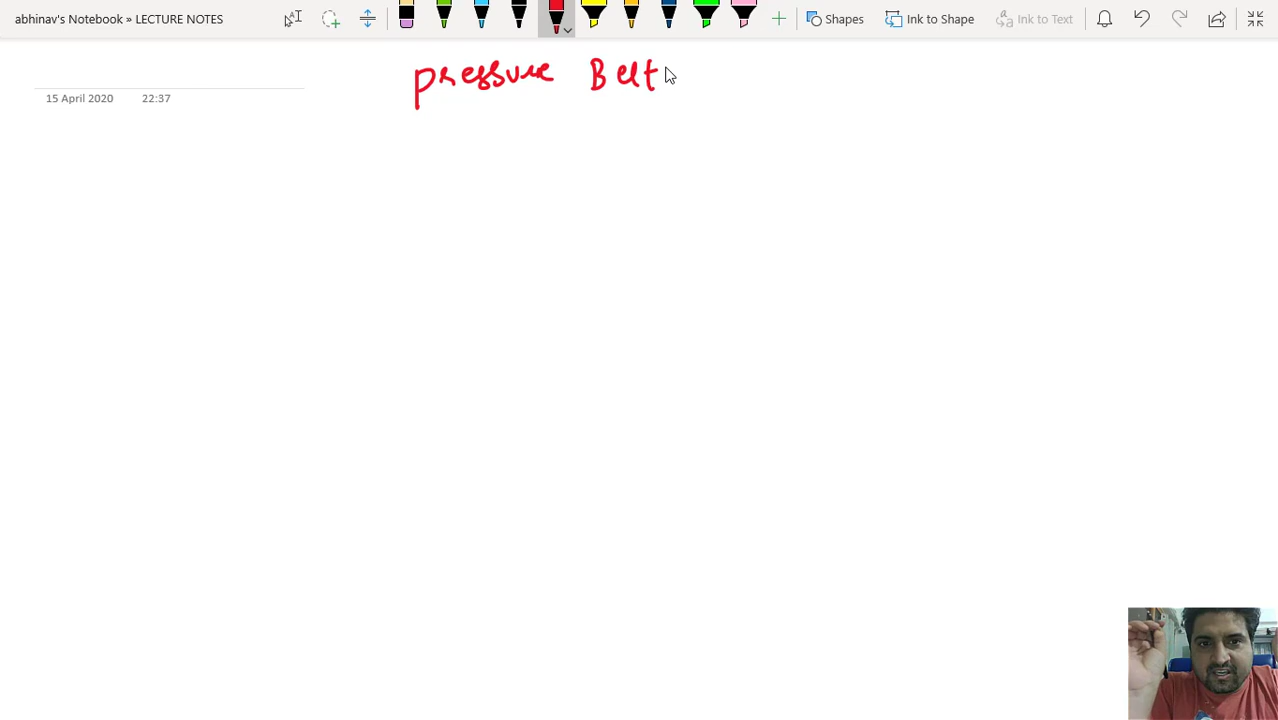 abhinav's Notebook » LECTURE NOTES
Shapes
Ink to Shape
Ink to Text
pressure Belt
15 April 2020 22:37